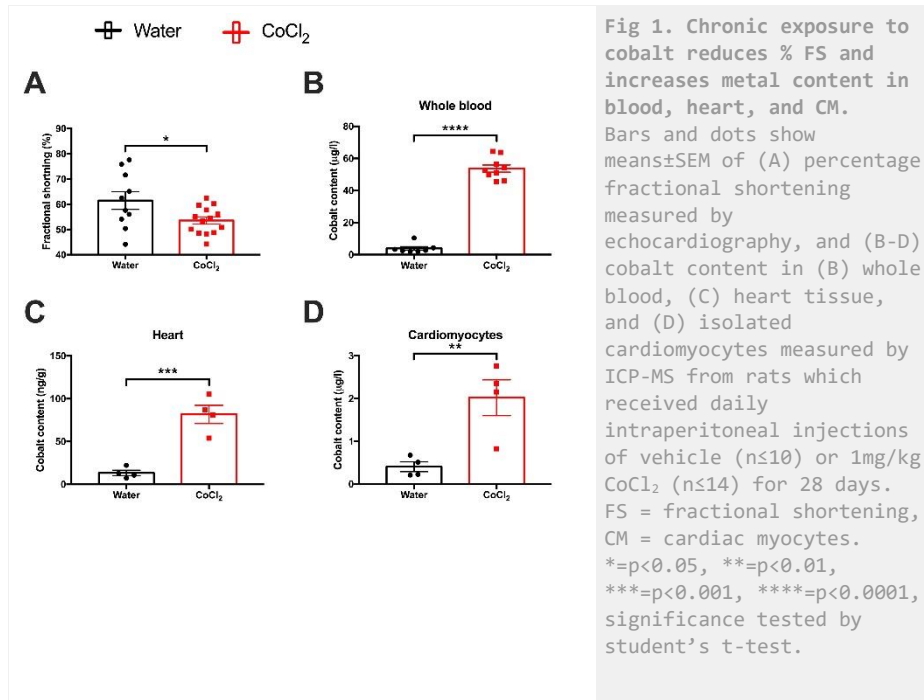 Water
CoCl₂
A
Fractional shortning (%)
90
80
70
60
50
40
*
Water
CoCl₂
B
Whole blood
Cobalt content (µg/l)
80
60
40
20
0
****
Water
CoCl₂
C
Heart
Cobalt content (ng/g)
150
100
50
0
***
Water
CoCl₂
D
Cardiomyocytes
Cobalt content (µg/l)
3
2
1
0
**
Water
CoCl₂
Fig 1. Chronic exposure to
cobalt reduces % FS and
increases metal content in
blood, heart, and CM.
Bars and dots show
means±SEM of (A) percentage
fractional shortening
measured by
echocardiography, and (B-D)
cobalt content in (B) whole
blood, (C) heart tissue,
and (D) isolated
cardiomyocytes measured by
ICP-MS from rats which
received daily
intraperitoneal injections
of vehicle (n≤10) or 1mg/kg
CoCl₂ (n≤14) for 28 days.
FS = fractional shortening,
CM = cardiac myocytes.
*=p<0.05, **=p<0.01,
***=p<0.001, ****=p<0.0001,
significance tested by
student’s t-test.